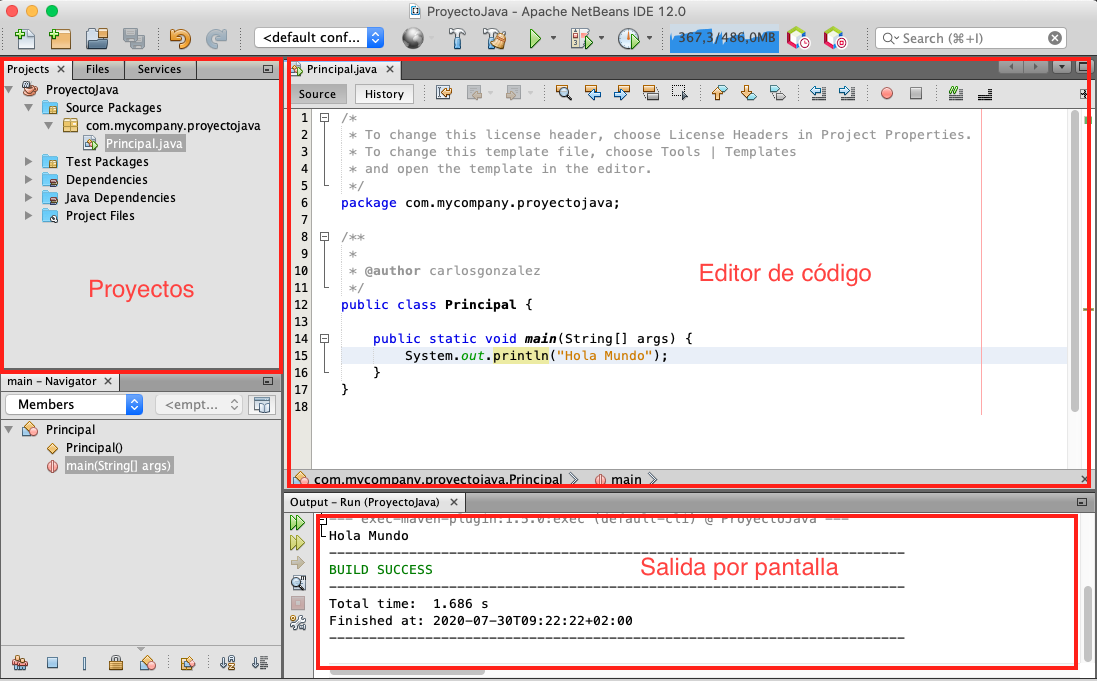 ProyectoJava - Apache NetBeans IDE 12.0
<default conf...
367,3/486,0MB
Search (⌘+I)
Projects
Files
Services
ProyectoJava
Source Packages
com.mycompany.proyectojava
Principal.java
Test Packages
Dependencies
Java Dependencies
Project Files
Proyectos
main - Navigator
Members
<empt...
Principal
Principal()
main(String[] args)
Principal.java
Source
History
1 /*
2 * To change this license header, choose License Headers in Project Properties.
3 * To change this template file, choose Tools | Templates
4 * and open the template in the editor.
5 */
6 package com.mycompany.proyectojava;
7
8 /**
9 *
10 * @author carlosgonzalez
11 */
12 public class Principal {
13
14 public static void main(String[] args) {
15 System.out.println("Hola Mundo");
16 }
17 }
18
Editor de código
com.mycompany.proyectojava.Principal
main
Output - Run (ProyectoJava)
--- exec-maven-plugin:1.5.0:exec (default-cli) @ ProyectoJava ---
Hola Mundo
------------------------------------------------------------------------
BUILD SUCCESS
------------------------------------------------------------------------
Total time:  1.686 s
Finished at: 2020-07-30T09:22:22+02:00
------------------------------------------------------------------------
Salida por pantalla